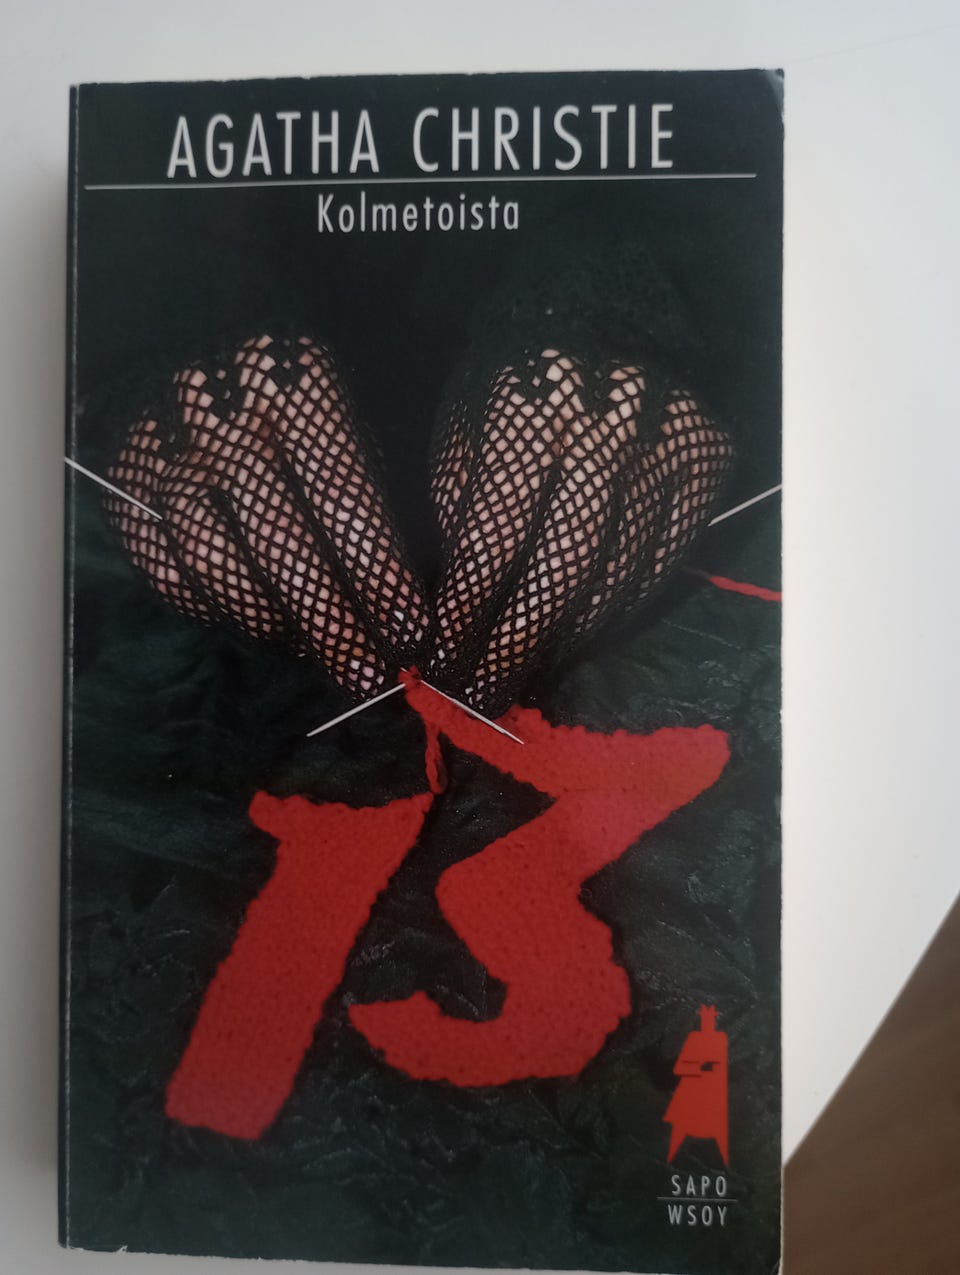 AGATHA CHRISTIE
Kolmetoista
13
SAPO
WSOY